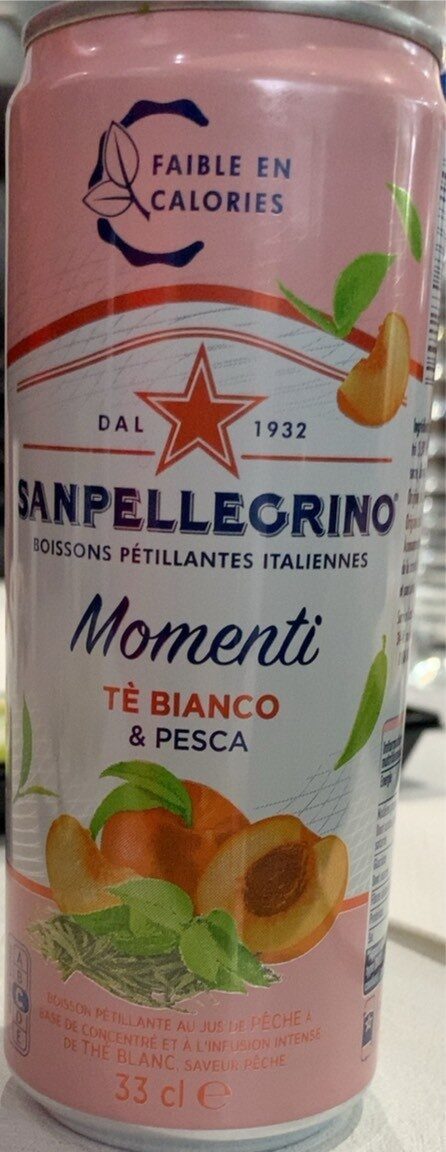 FAIBLE EN
CALORIES
DAL 1932
SANPELLEGRINO
BOISSONS PÉTILLANTES ITALIENNES
Momenti
TÈ BIANCO
& PESCA
BOISSON PÉTILLANTE AU JUS DE PÊCHE À
BASE DE CONCENTRÉ ET À L'INFUSION INTENSE
DE THÉ BLANC, SAVEUR PÊCHE
33 cl e